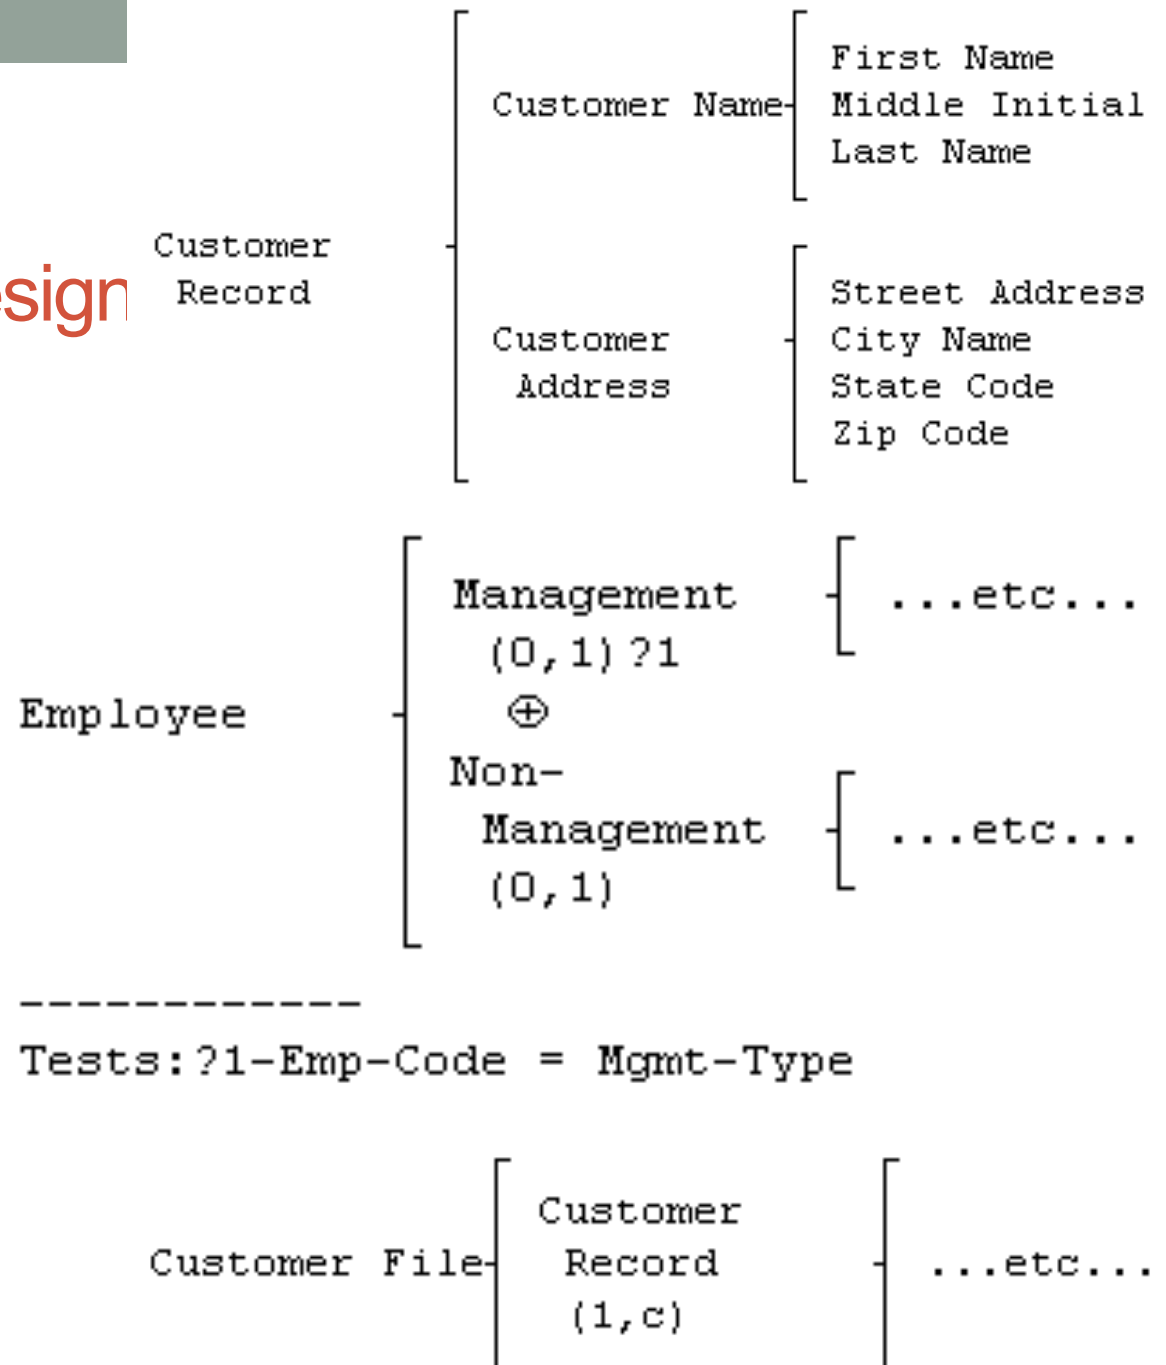 First Name
Customer Name
Middle Initial
Last Name
Customer
Record
Street Address
Customer
City Name
Address
State Code
Zip Code
Management
...etc...
(0,1)?1
Employee
⊕
Non-
Management
...etc...
(0,1)
------------
Tests:?1-Emp-Code = Mgmt-Type
Customer
Customer File
Record
...etc...
(1,c)